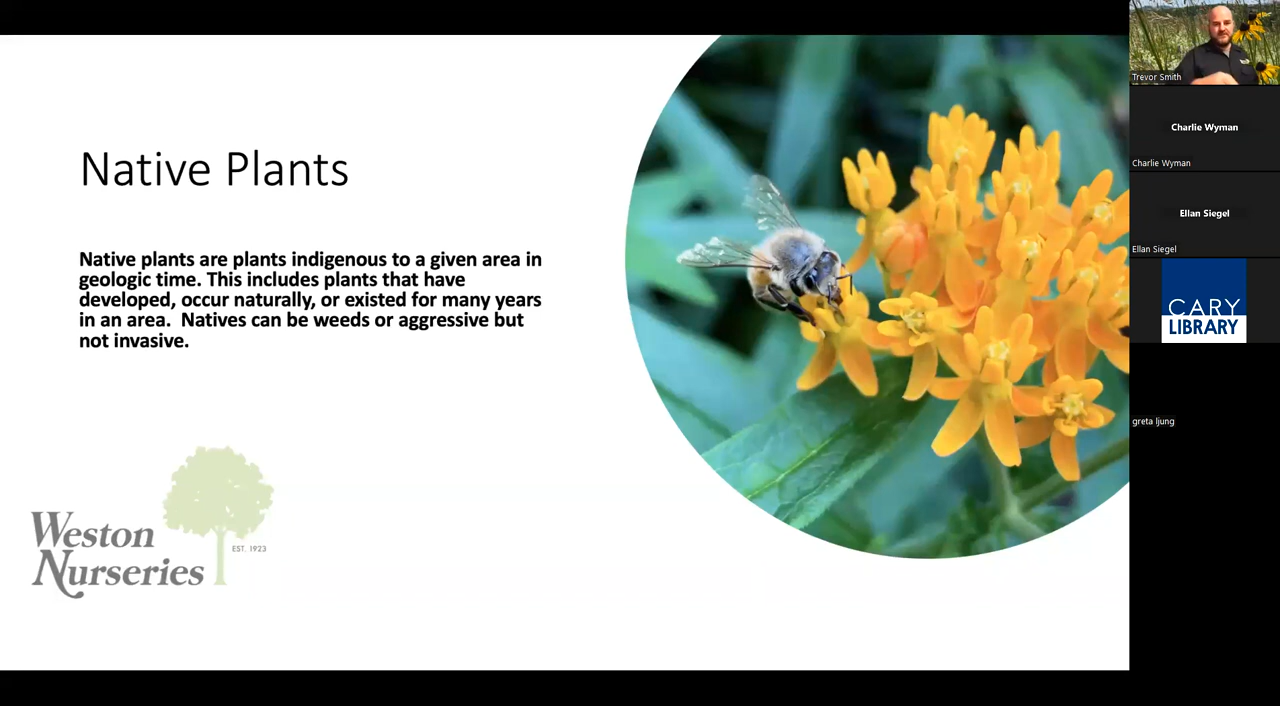 Native Plants
Native plants are plants indigenous to a given area in
geologic time. This includes plants that have
developed, occur naturally, or existed for many years
in an area.  Natives can be weeds or aggressive but
not invasive.
Weston
EST. 1923
Nurseries
Trevor Smith
Charlie Wyman
Charlie Wyman
Ellan Siegel
Ellan Siegel
CARY
LIBRARY
greta ljung